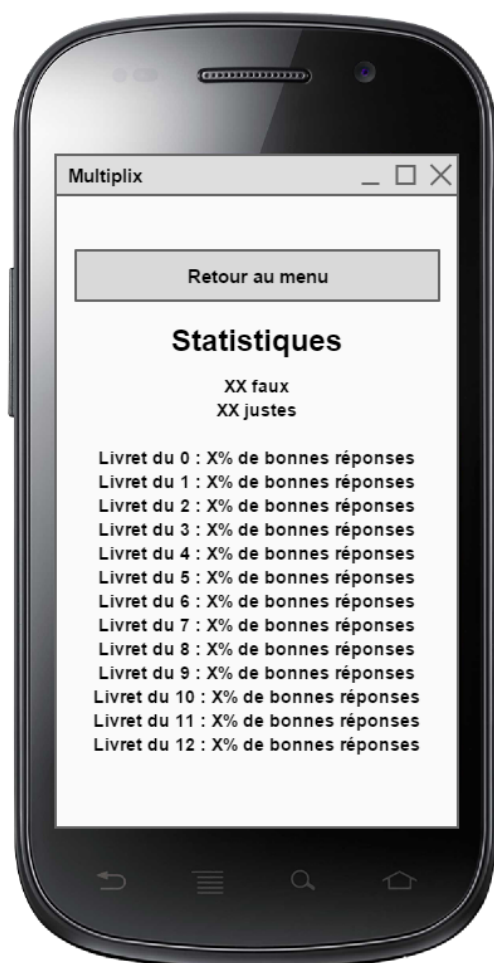 Multiplix
Retour au menu
Statistiques
XX faux
XX justes
Livret du 0 : X% de bonnes réponses
Livret du 1 : X% de bonnes réponses
Livret du 2 : X% de bonnes réponses
Livret du 3 : X% de bonnes réponses
Livret du 4 : X% de bonnes réponses
Livret du 5 : X% de bonnes réponses
Livret du 6 : X% de bonnes réponses
Livret du 7 : X% de bonnes réponses
Livret du 8 : X% de bonnes réponses
Livret du 9 : X% de bonnes réponses
Livret du 10 : X% de bonnes réponses
Livret du 11 : X% de bonnes réponses
Livret du 12 : X% de bonnes réponses